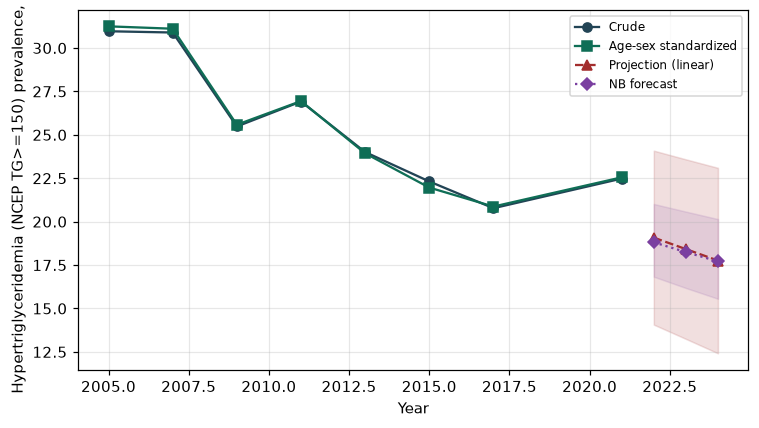 Hypertriglyceridemia (NCEP TG>=150) prevalence,
30.0
27.5
25.0
22.5
20.0
17.5
15.0
12.5
Crude
Age-sex standardized
Projection (linear)
NB forecast
2005.0 2007.5 2010.0 2012.5 2015.0 2017.5 2020.0 2022.5
Year